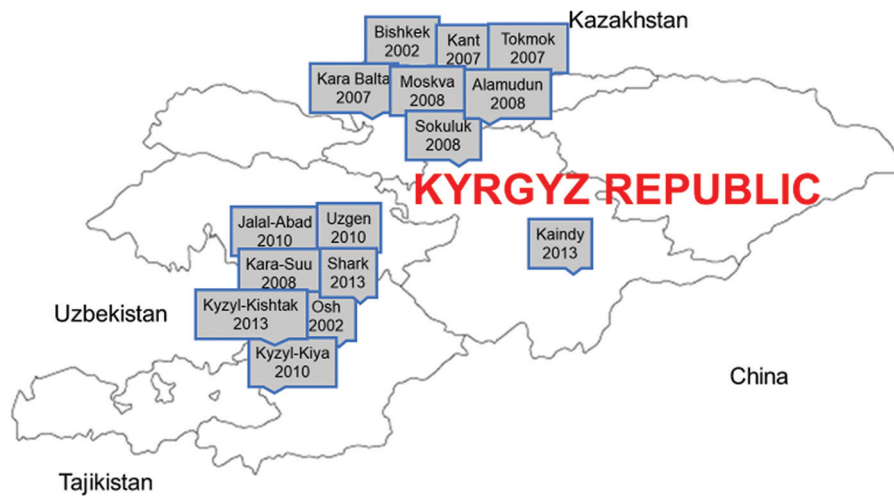 Kazakhstan
Bishkek
2002
Kant
2007
Tokmok
2007
Kara Balta
2007
Moskva
2008
Alamudun
2008
Sokuluk
2008
KYRGYZ REPUBLIC
Jalal-Abad
2010
Uzgen
2010
Kaindy
2013
Kara-Suu
2008
Shark
2013
Uzbekistan
Kyzyl-Kishtak
2013
Osh
2002
Kyzyl-Kiya
2010
China
Tajikistan